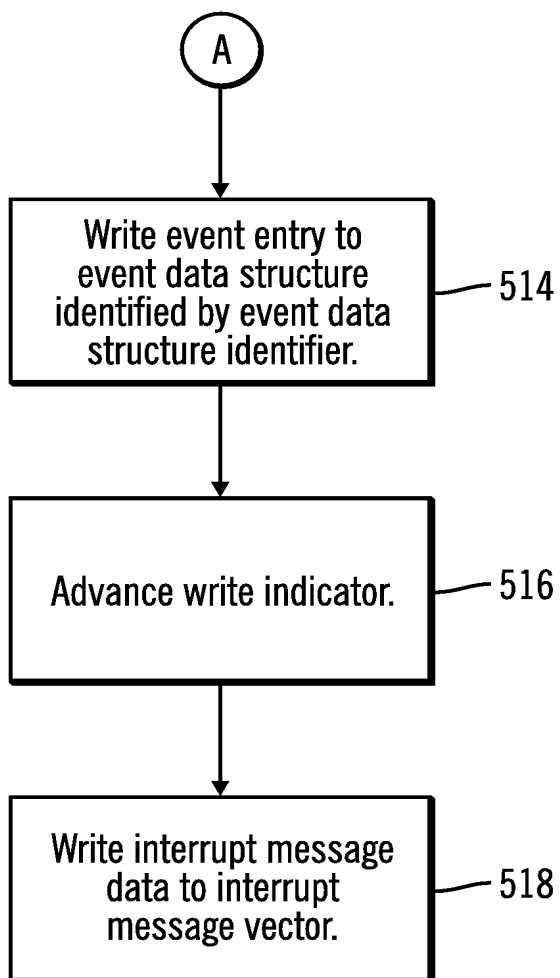 A
Write event entry to
event data structure
identified by event data
structure identifier.
514
Advance write indicator.
516
Write interrupt message
data to interrupt
message vector.
518